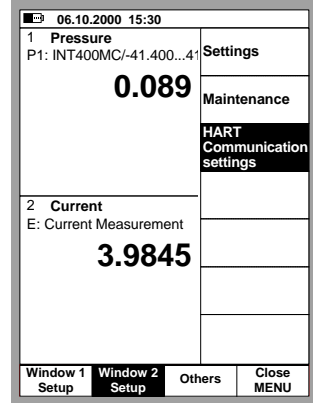 06.10.2000 15:30
1 Pressure
P1: INT400MC/-41.400...41
0.089
2 Current
E: Current Measurement
3.9845
Settings
Maintenance
HART
Communication
settings
Window 1
Setup
Window 2
Setup
Others
Close
MENU